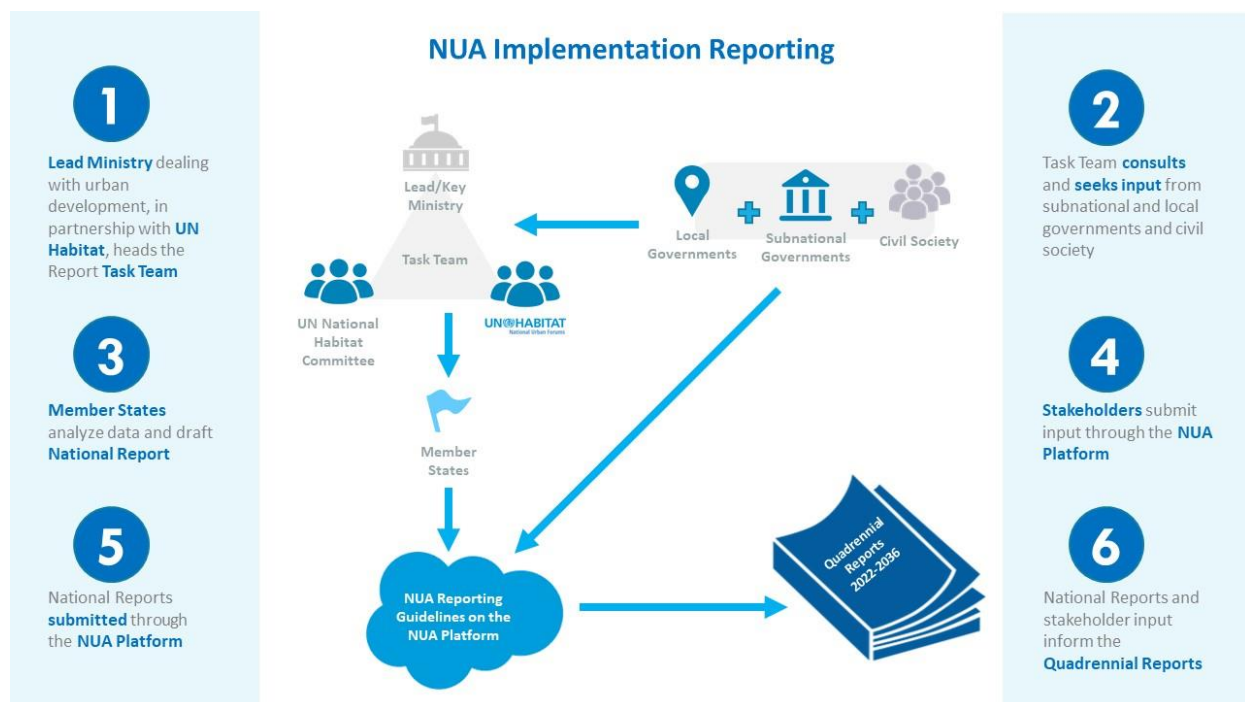 NUA Implementation Reporting
1
Lead Ministry dealing
with urban
development, in
partnership with UN
Habitat, heads the
Report Task Team
2
Task Team consults
and seeks input from
subnational and local
governments and civil
society
3
Member States
analyze data and draft
National Report
4
Stakeholders submit
input through the NUA
Platform
5
National Reports
submitted through
the NUA Platform
6
National Reports and
stakeholder input
inform the
Quadrennial Reports
Lead/Key
Ministry
Task Team
UN National
Habitat
Committee
UN HABITAT
National Urban Forums
Local
Governments
Subnational
Governments
Civil Society
Member
States
NUA Reporting
Guidelines on the
NUA Platform
Quadrennial
Reports
2022-2036